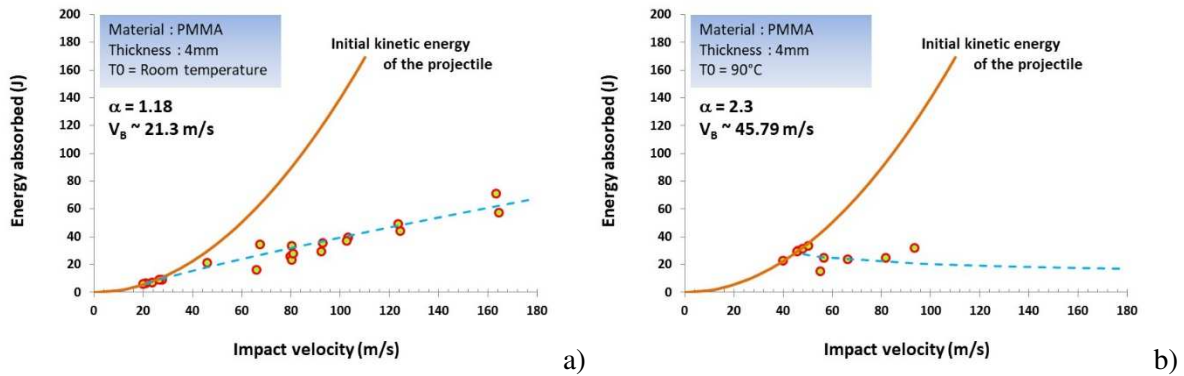 Energy absorbed (J)
200
180
160
140
120
100
80
60
40
20
0
Material : PMMA
Thickness : 4mm
T0 = Room temperature
α = 1.18
V_B ~ 21.3 m/s
Initial kinetic energy
of the projectile
0 20 40 60 80 100 120 140 160 180
Impact velocity (m/s)
a)
Energy absorbed (J)
200
180
160
140
120
100
80
60
40
20
0
Material : PMMA
Thickness : 4mm
T0 = 90°C
α = 2.3
V_B ~ 45.79 m/s
Initial kinetic energy
of the projectile
0 20 40 60 80 100 120 140 160 180
Impact velocity (m/s)
b)